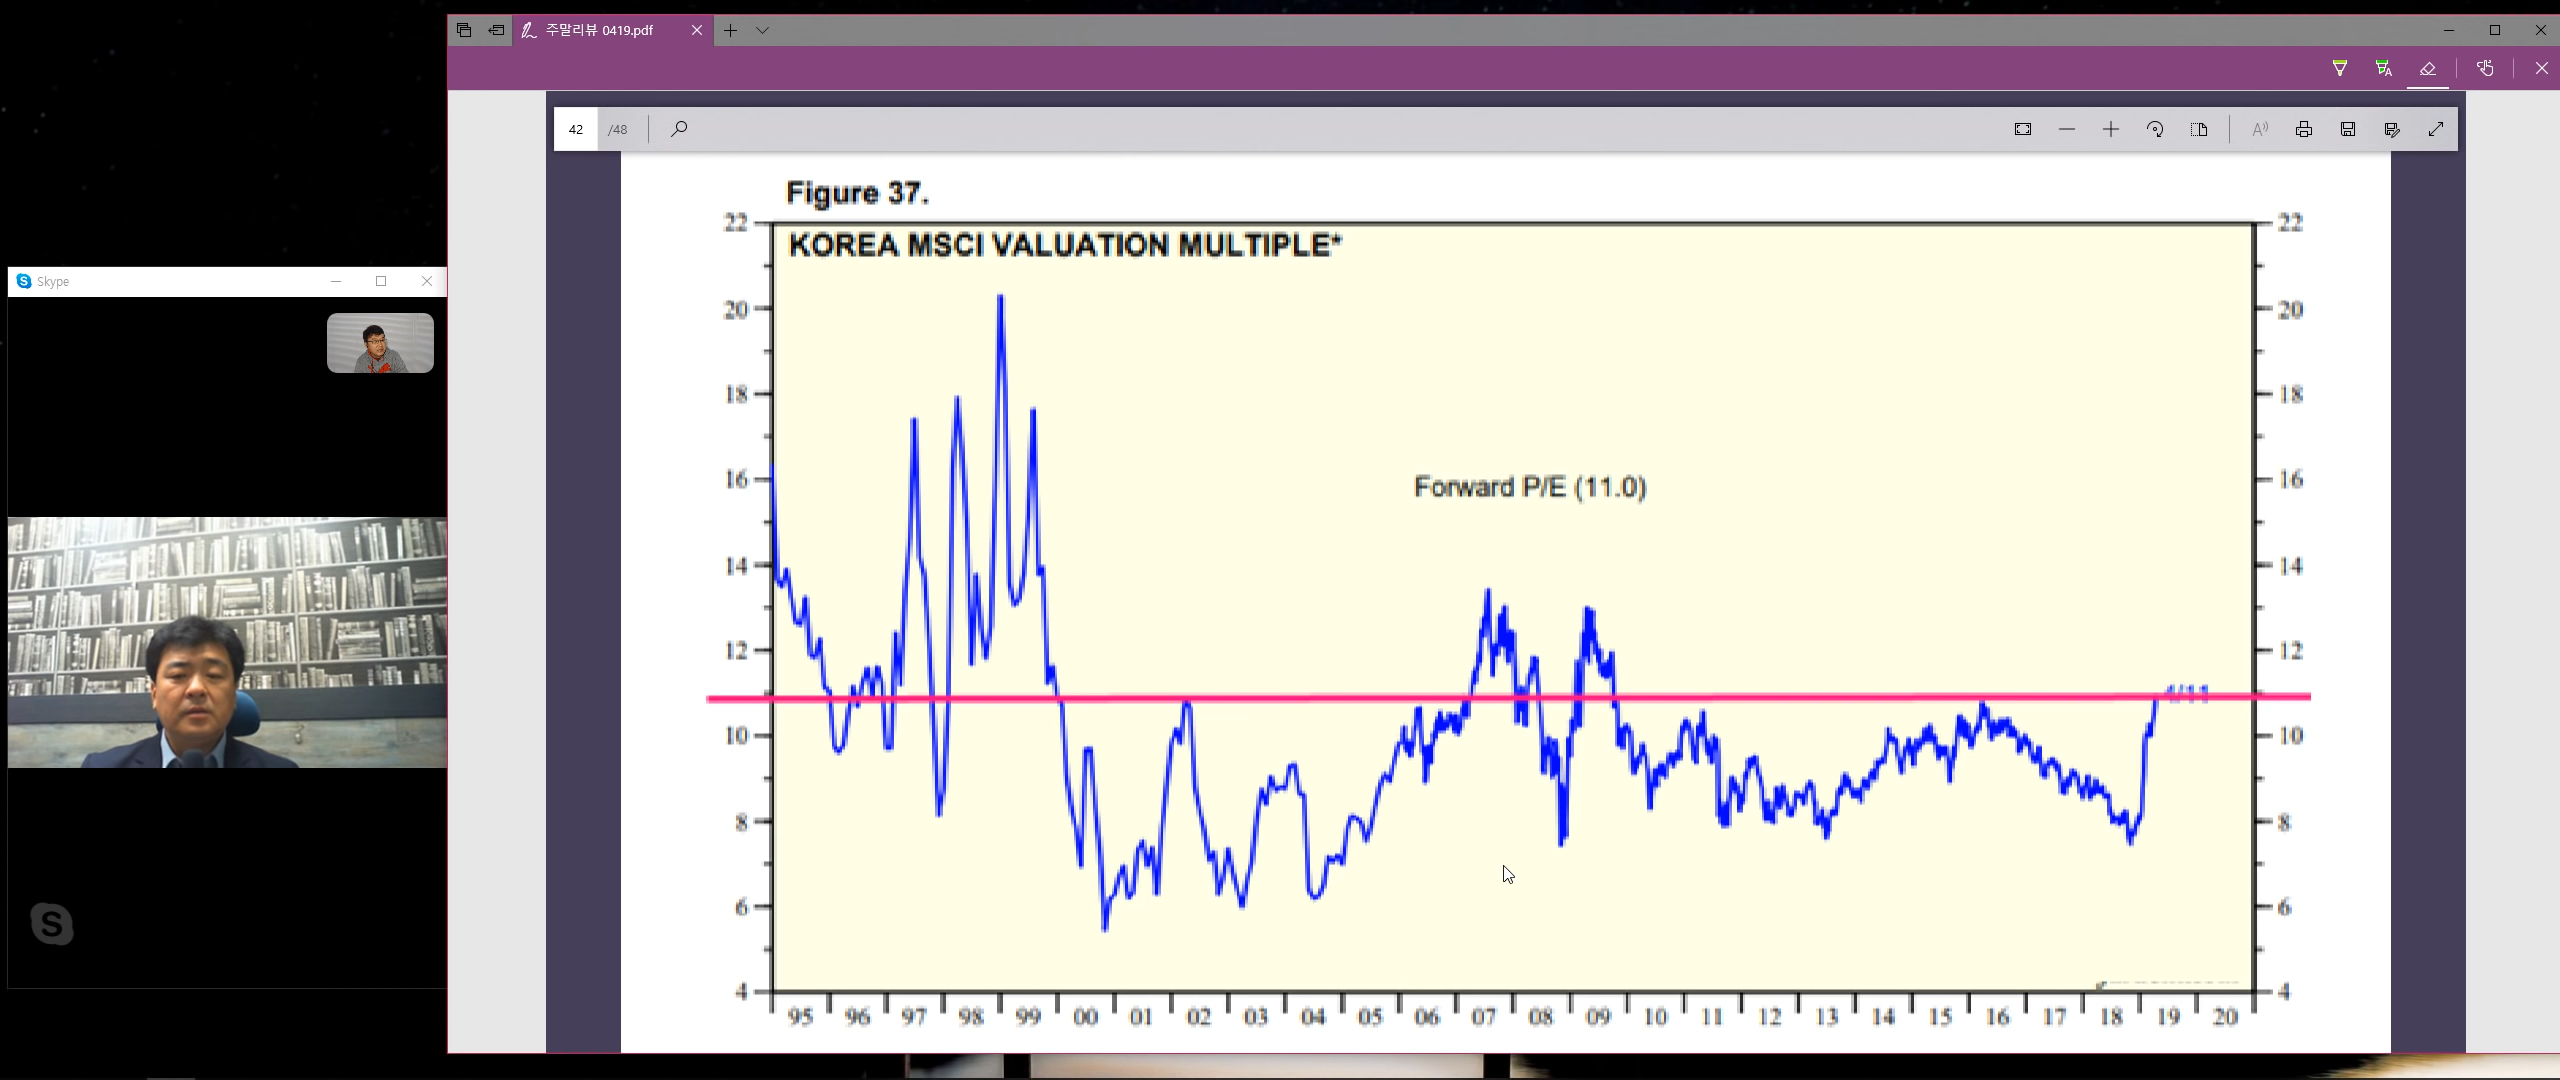 주말리뷰 0419.pdf
42 /48
Skype
Figure 37.
KOREA MSCI VALUATION MULTIPLE*
Forward P/E (11.0)
22 22
20 20
18 18
16 16
14 14
12 12
10 10
8 8
6 6
4 4
4/11
95 96 97 98 99 00 01 02 03 04 05 06 07 08 09 10 11 12 13 14 15 16 17 18 19 20